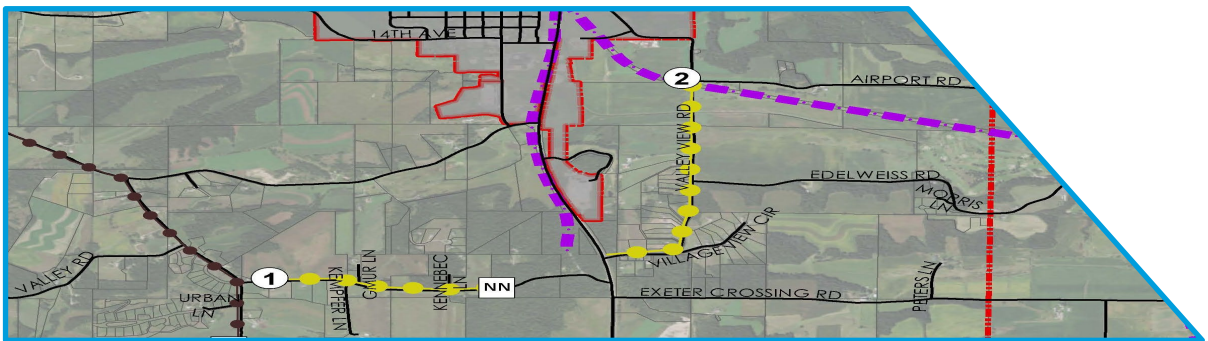 14TH AVE
2
AIRPORT RD
VALLEY VIEW RD
EDELWEISS RD
MORRIS
LN
VILLAGE VIEW CIR
VALLEY RD
1
KEMPFER LN
GMUR LN
KENNEBEC
LN
NN
URBAN
LN
EXETER CROSSING RD
PETERS LN